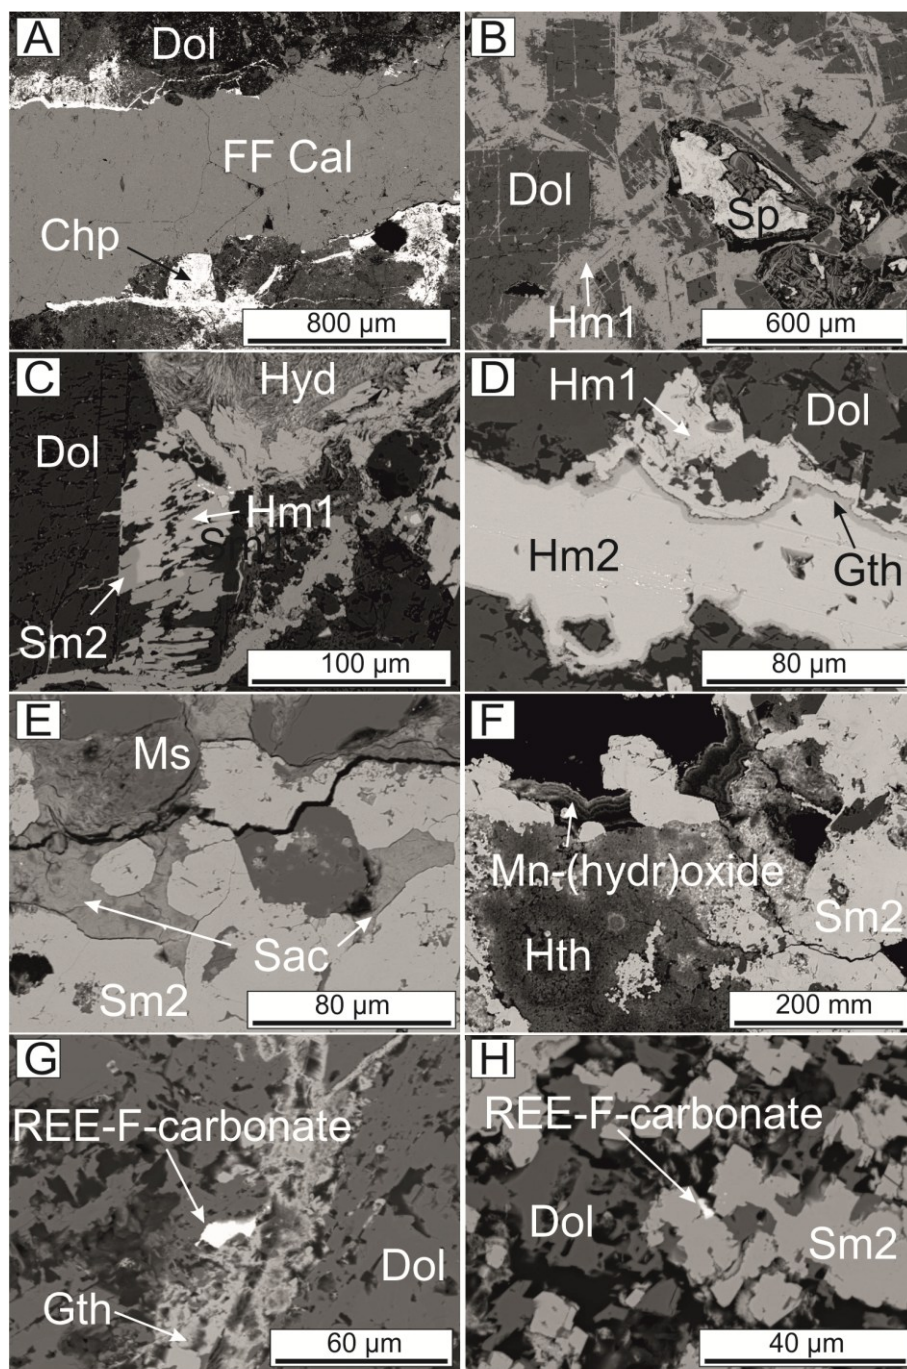 A
Dol
FF Cal
Chp
800 µm
B
Dol
Sp
Hm1
600 µm
C
Hyd
Dol
Hm1
Sm2
100 µm
D
Hm1
Dol
Hm2
Gth
80 µm
E
Ms
Sac
Sm2
80 µm
F
Mn-(hydr)oxide
Sm2
Hth
200 mm
G
REE-F-carbonate
Dol
Gth
60 µm
H
REE-F-carbonate
Dol
Sm2
40 µm